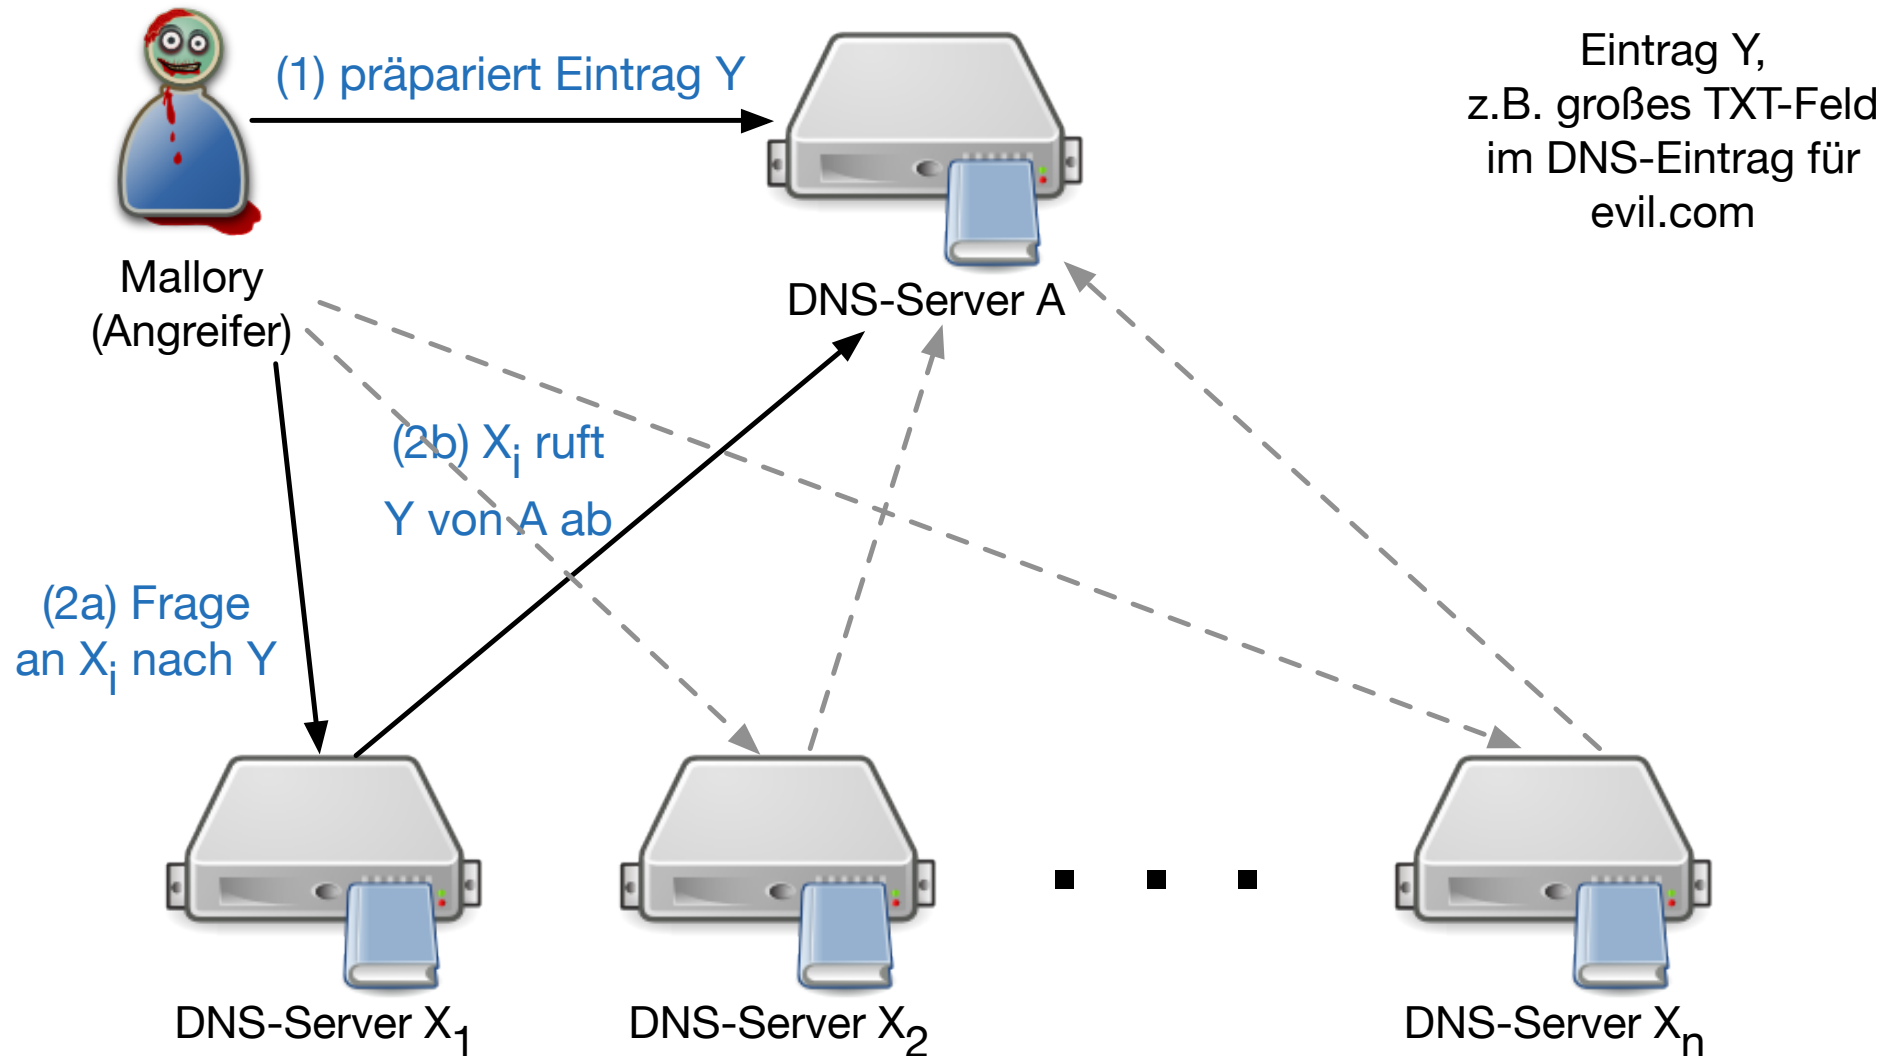 (1) präpariert Eintrag Y
Eintrag Y,
z.B. großes TXT-Feld
im DNS-Eintrag für
evil.com
Mallory
(Angreifer)
DNS-Server A
(2b) Xi ruft
Y von A ab
(2a) Frage
an Xi nach Y
DNS-Server X1
DNS-Server X2
DNS-Server Xn